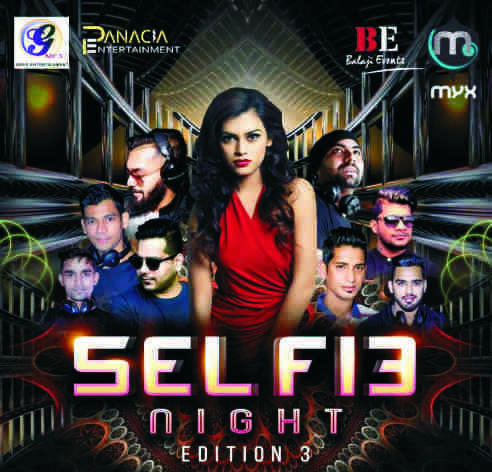 PANACIA
ENTERTAINMENT
BE
Balaji Events
m
myx
SELFI3
NIGHT
EDITION 3